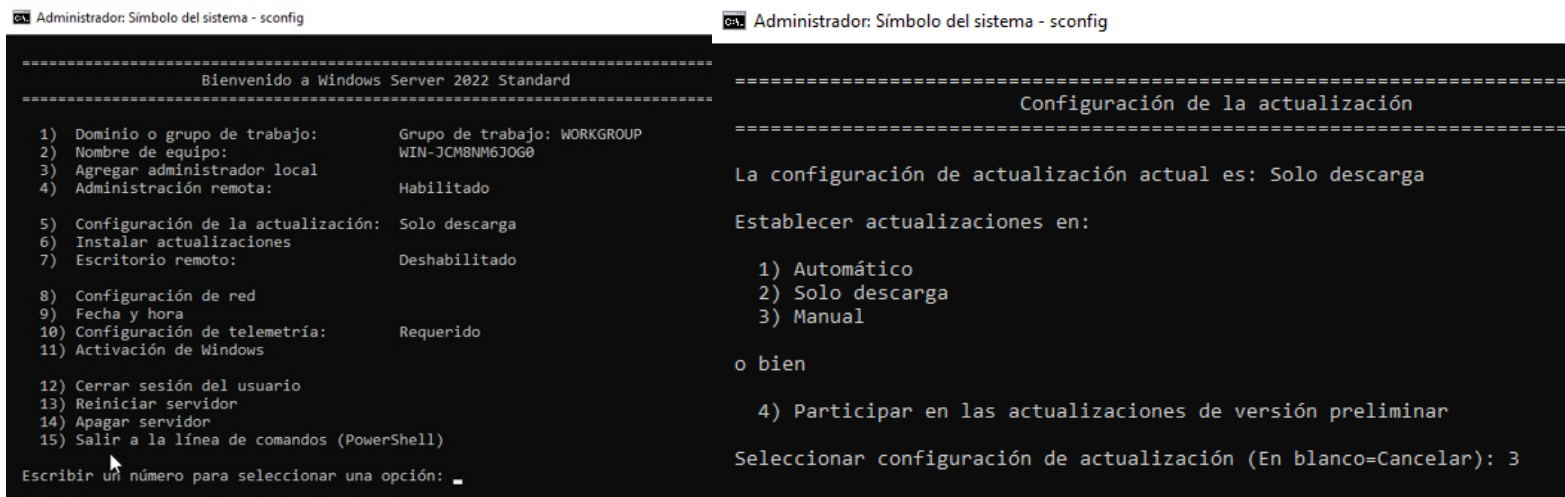 Administrador: Símbolo del sistema - sconfig
================================================================================
Bienvenido a Windows Server 2022 Standard
================================================================================
1) Dominio o grupo de trabajo: Grupo de trabajo: WORKGROUP
2) Nombre de equipo: WIN-JCM8NM6JOG0
3) Agregar administrador local
4) Administración remota: Habilitado
5) Configuración de la actualización: Solo descarga
6) Instalar actualizaciones
7) Escritorio remoto: Deshabilitado
8) Configuración de red
9) Fecha y hora
10) Configuración de telemetría: Requerido
11) Activación de Windows
12) Cerrar sesión del usuario
13) Reiniciar servidor
14) Apagar servidor
15) Salir a la línea de comandos (PowerShell)
Escribir un número para seleccionar una opción:
Administrador: Símbolo del sistema - sconfig
======================================================================
Configuración de la actualización
======================================================================
La configuración de actualización actual es: Solo descarga
Establecer actualizaciones en:
1) Automático
2) Solo descarga
3) Manual
o bien
4) Participar en las actualizaciones de versión preliminar
Seleccionar configuración de actualización (En blanco=Cancelar): 3